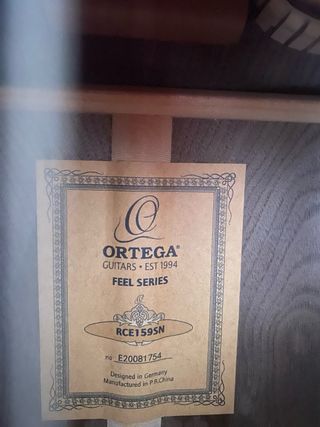 ORTEGA®
GUITARS • EST 1994
FEEL SERIES
RCE159SN
no E20081754
Designed in Germany
Manufactured in P.R.China